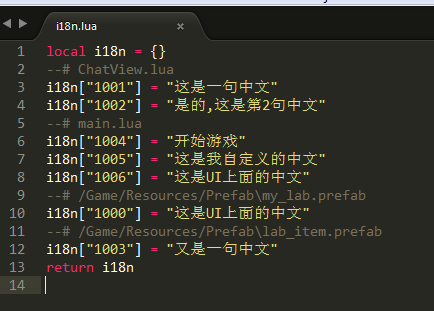 i18n.lua ×
1 local i18n = {}
2 --# ChatView.lua
3 i18n["1001"] = "这是一句中文"
4 i18n["1002"] = "是的,这是第2句中文"
5 --# main.lua
6 i18n["1004"] = "开始游戏"
7 i18n["1005"] = "这是我自定义的中文"
8 i18n["1006"] = "这是UI上面的中文"
9 --# /Game/Resources/Prefab\my_lab.prefab
10 i18n["1000"] = "这是UI上面的中文"
11 --# /Game/Resources/Prefab\lab_item.prefab
12 i18n["1003"] = "又是一句中文"
13 return i18n
14